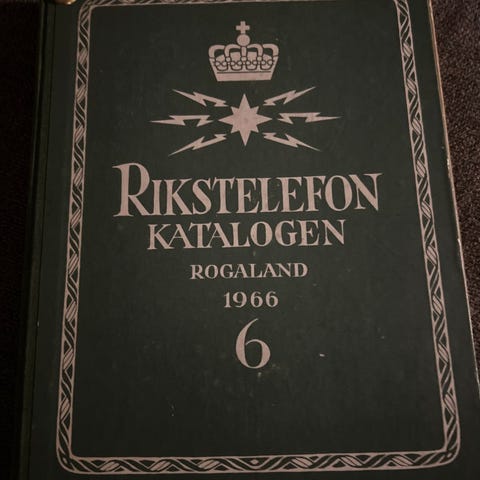 RIKSTELEFON
KATALOGEN
ROGALAND
1966
6